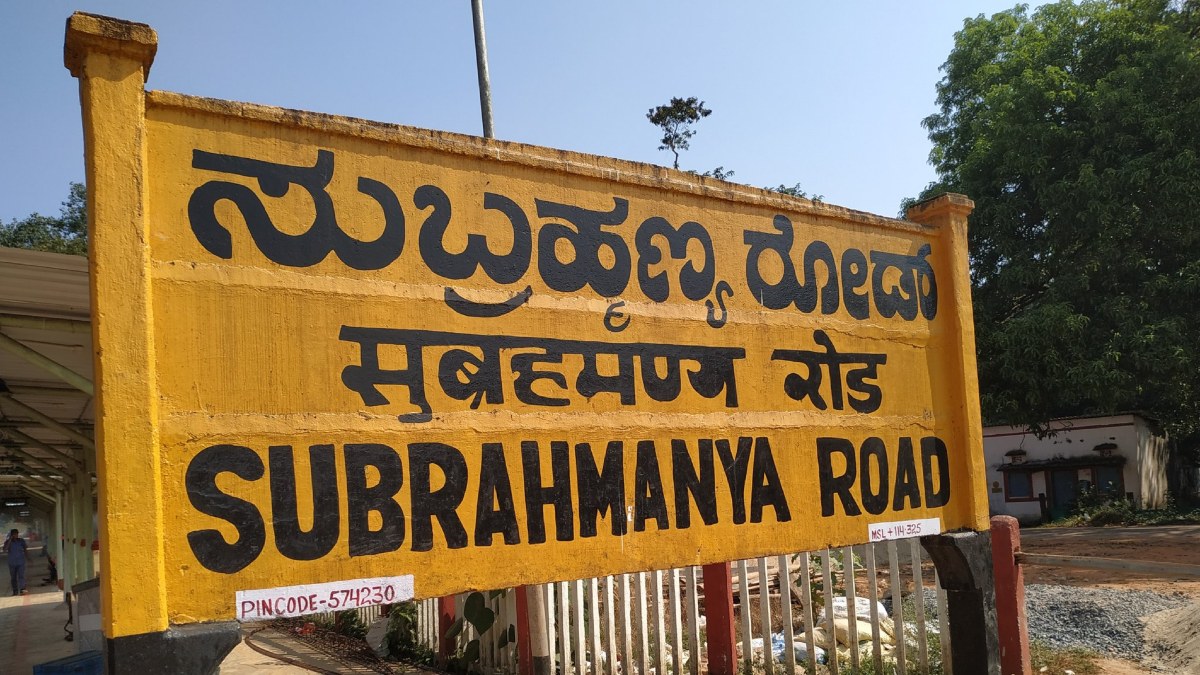 ಸುಬ್ರಹ್ಮಣ್ಯ ರೋಡ್
सुब्रहमण्य रोड
SUBRAHMANYA ROAD
MSL + 114.325
PINCODE-574230